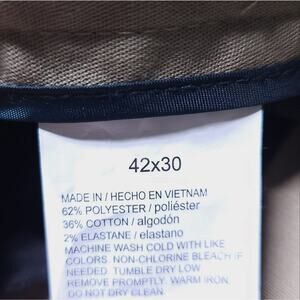 42x30
MADE IN / HECHO EN VIETNAM
62% POLYESTER / poliéster
36% COTTON / algodón
2% ELASTANE / elastano
MACHINE WASH COLD WITH LIKE
COLORS. NON-CHLORINE BLEACH IF
NEEDED. TUMBLE DRY LOW
REMOVE PROMPTLY. WARM IRON.
DO NOT DRY CLEAN.